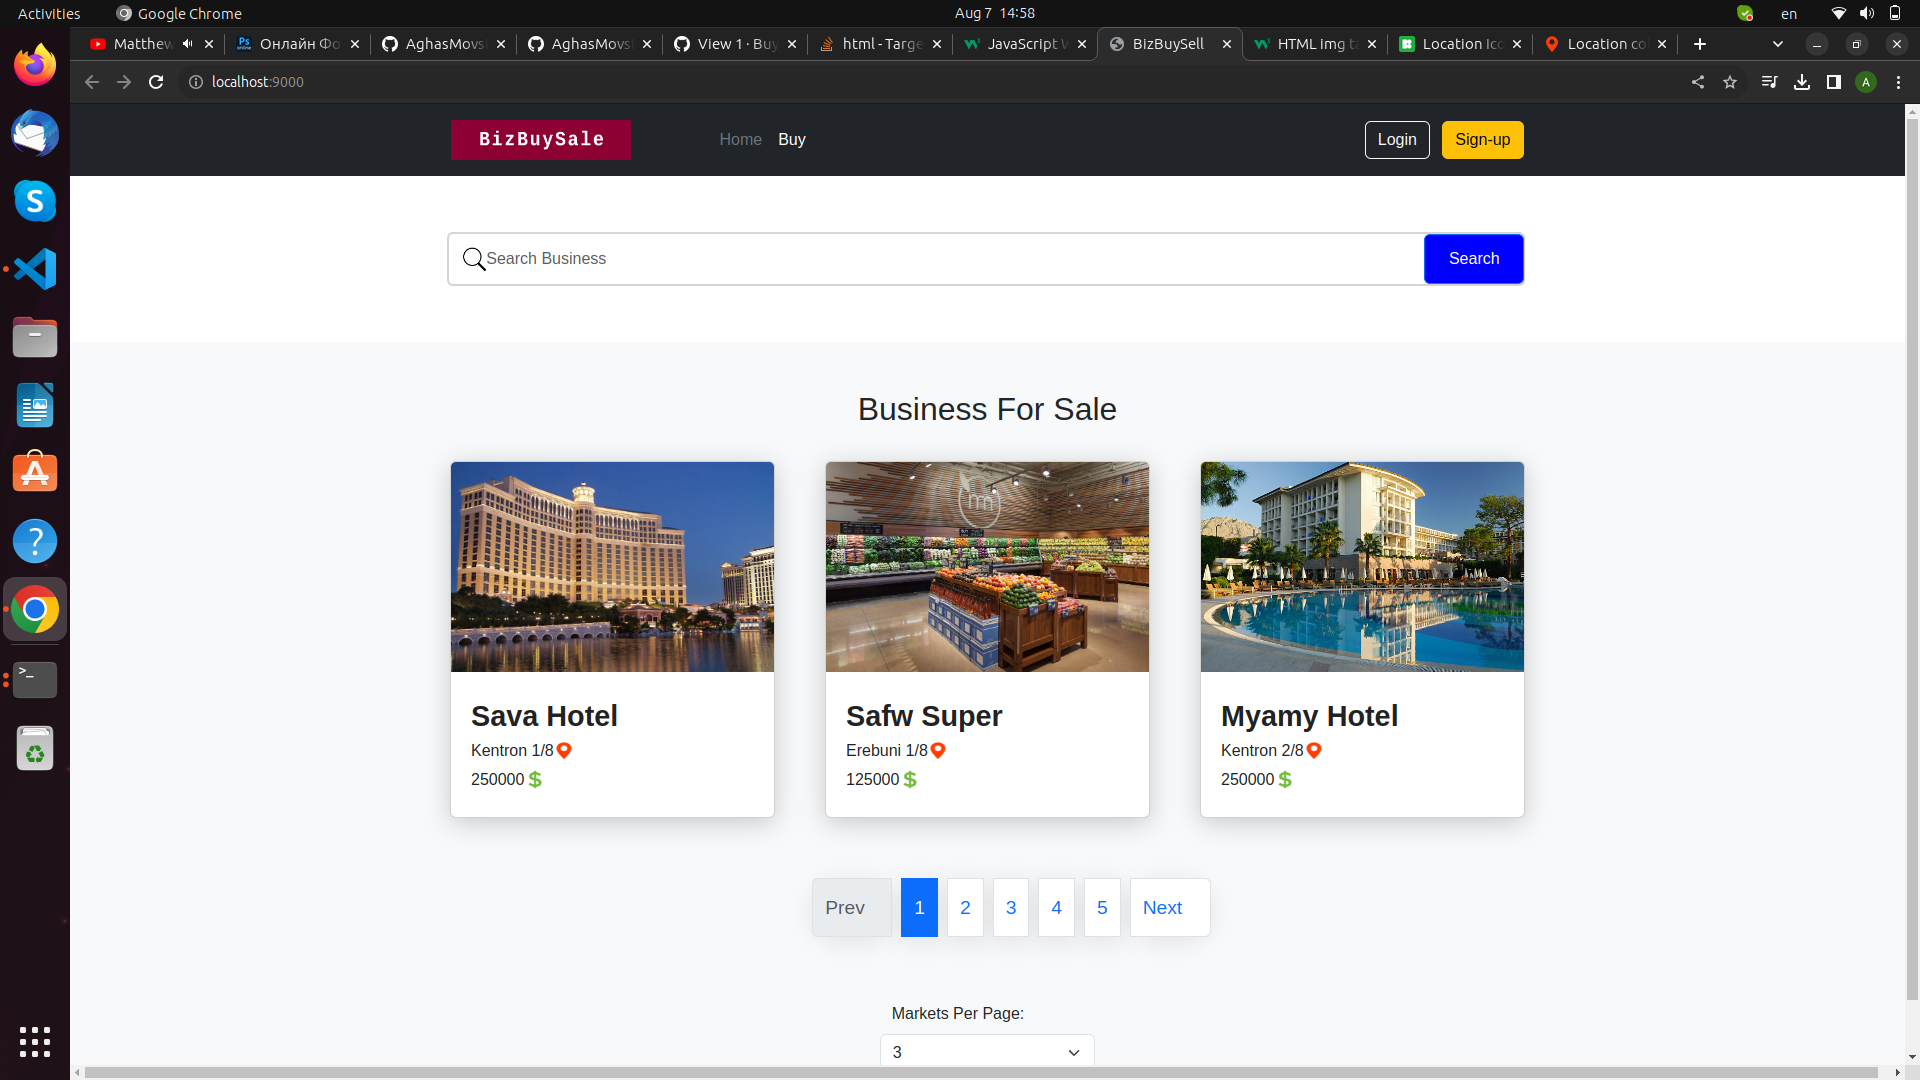 Activities Google Chrome Aug 7 14:58 en
Matthew Онлайн Фо AghasMovs AghasMovs View 1 · Buy html - Targe JavaScript BizBuySell HTML img ta Location Ico Location co
localhost:9000 A
BizBuySale Home Buy Login Sign-up
Search Business Search
Business For Sale
Sava Hotel
Kentron 1/8
250000
Safw Super
Erebuni 1/8
125000
Myamy Hotel
Kentron 2/8
250000
Prev 1 2 3 4 5 Next
Markets Per Page:
3